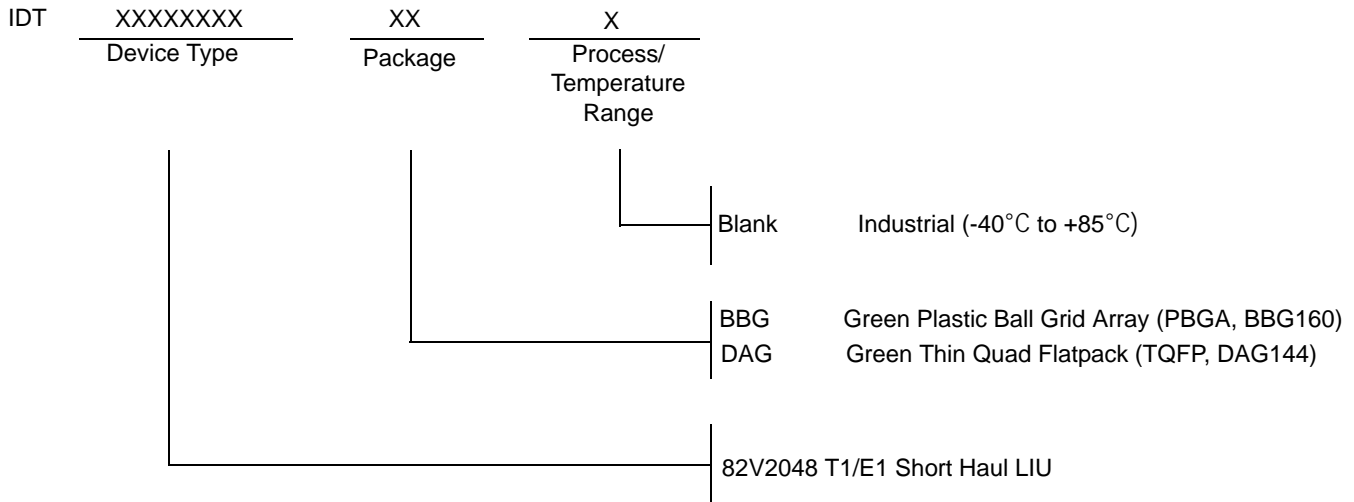 IDT XXXXXXXX XX X
Device Type Package Process/
Temperature
Range
Blank Industrial (-40°C to +85°C)
BBG Green Plastic Ball Grid Array (PBGA, BBG160)
DAG Green Thin Quad Flatpack (TQFP, DAG144)
82V2048 T1/E1 Short Haul LIU